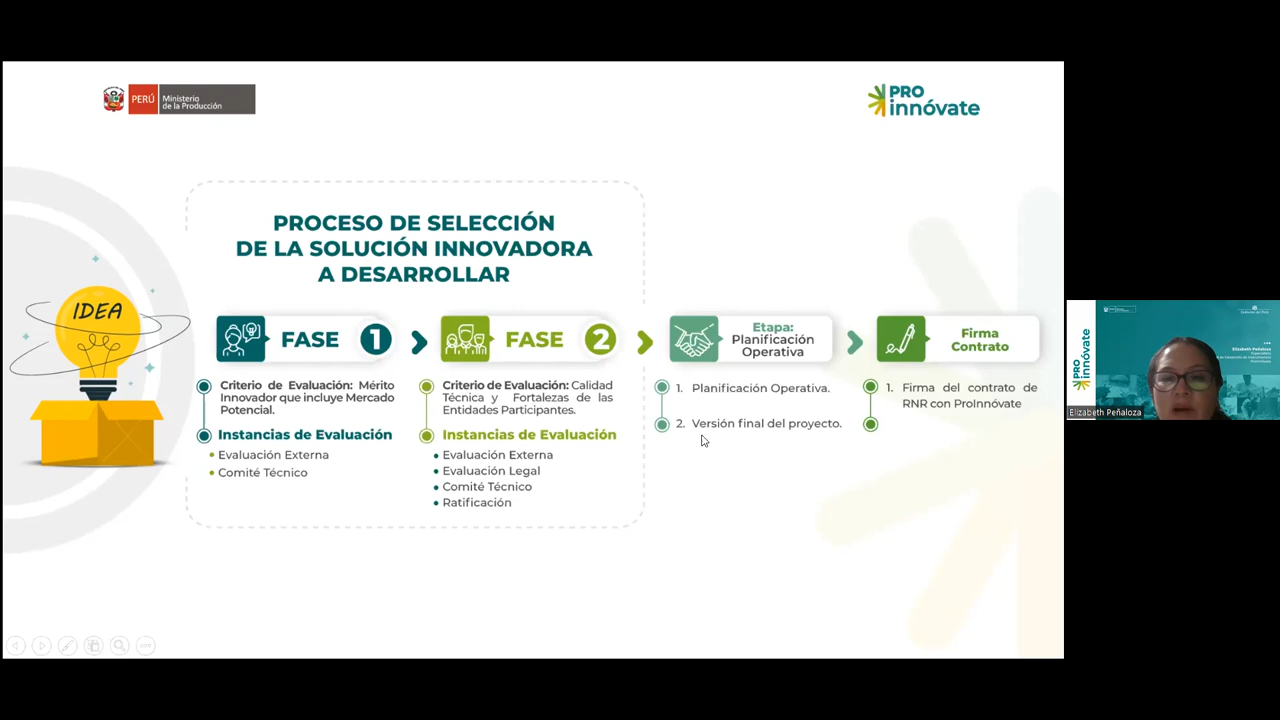 PERÚ
Ministerio
de la Producción
PRO
innóvate
IDEA
PROCESO DE SELECCIÓN
DE LA SOLUCIÓN INNOVADORA
A DESARROLLAR
FASE 1
Criterio de Evaluación: Mérito
Innovador que incluye Mercado
Potencial.
Instancias de Evaluación
• Evaluación Externa
• Comité Técnico
FASE 2
Criterio de Evaluación: Calidad
Técnica y Fortalezas de las
Entidades Participantes.
Instancias de Evaluación
• Evaluación Externa
• Evaluación Legal
• Comité Técnico
• Ratificación
Etapa:
Planificación
Operativa
1. Planificación Operativa.
2. Versión final del proyecto.
Firma
Contrato
1. Firma del contrato de
RNR con ProInnóvate
PRO
innóvate
Elizabeth Peñaloza
Elizabeth Peñaloza